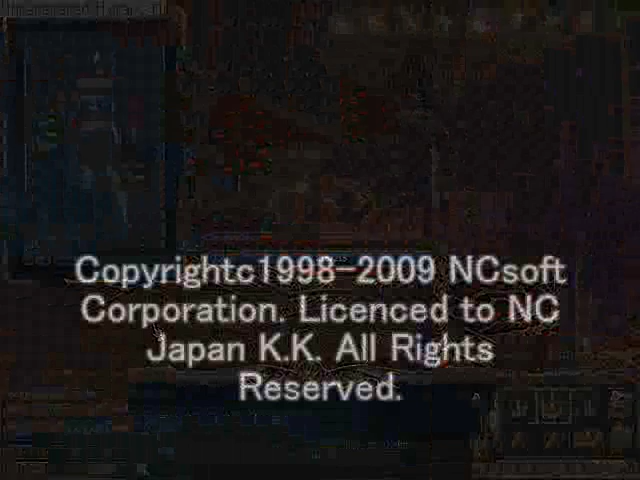 Copyrightc1998-2009 NCsoft
Corporation. Licenced to NC
Japan K.K. All Rights
Reserved.